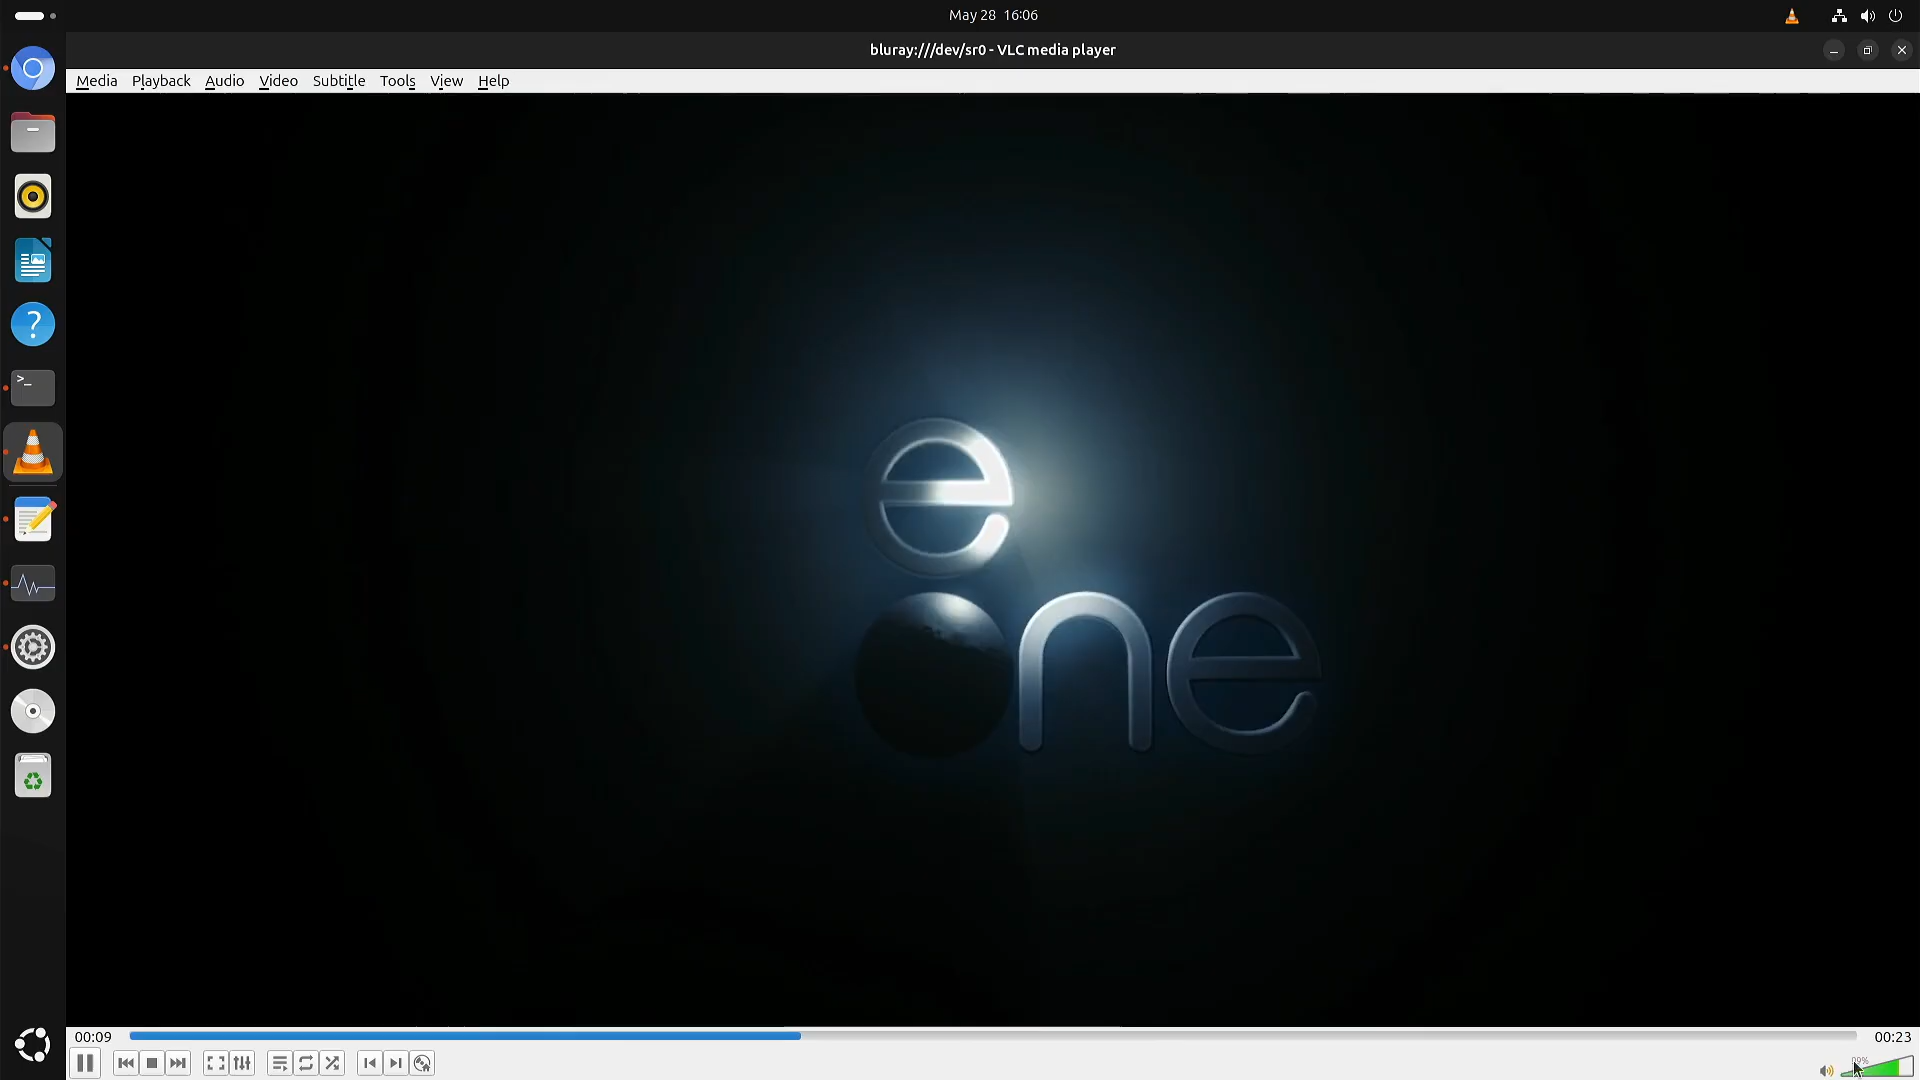 May 28 16:06
bluray:///dev/sr0 - VLC media player
Media Playback Audio Video Subtitle Tools View Help
e
one
00:09
00:23